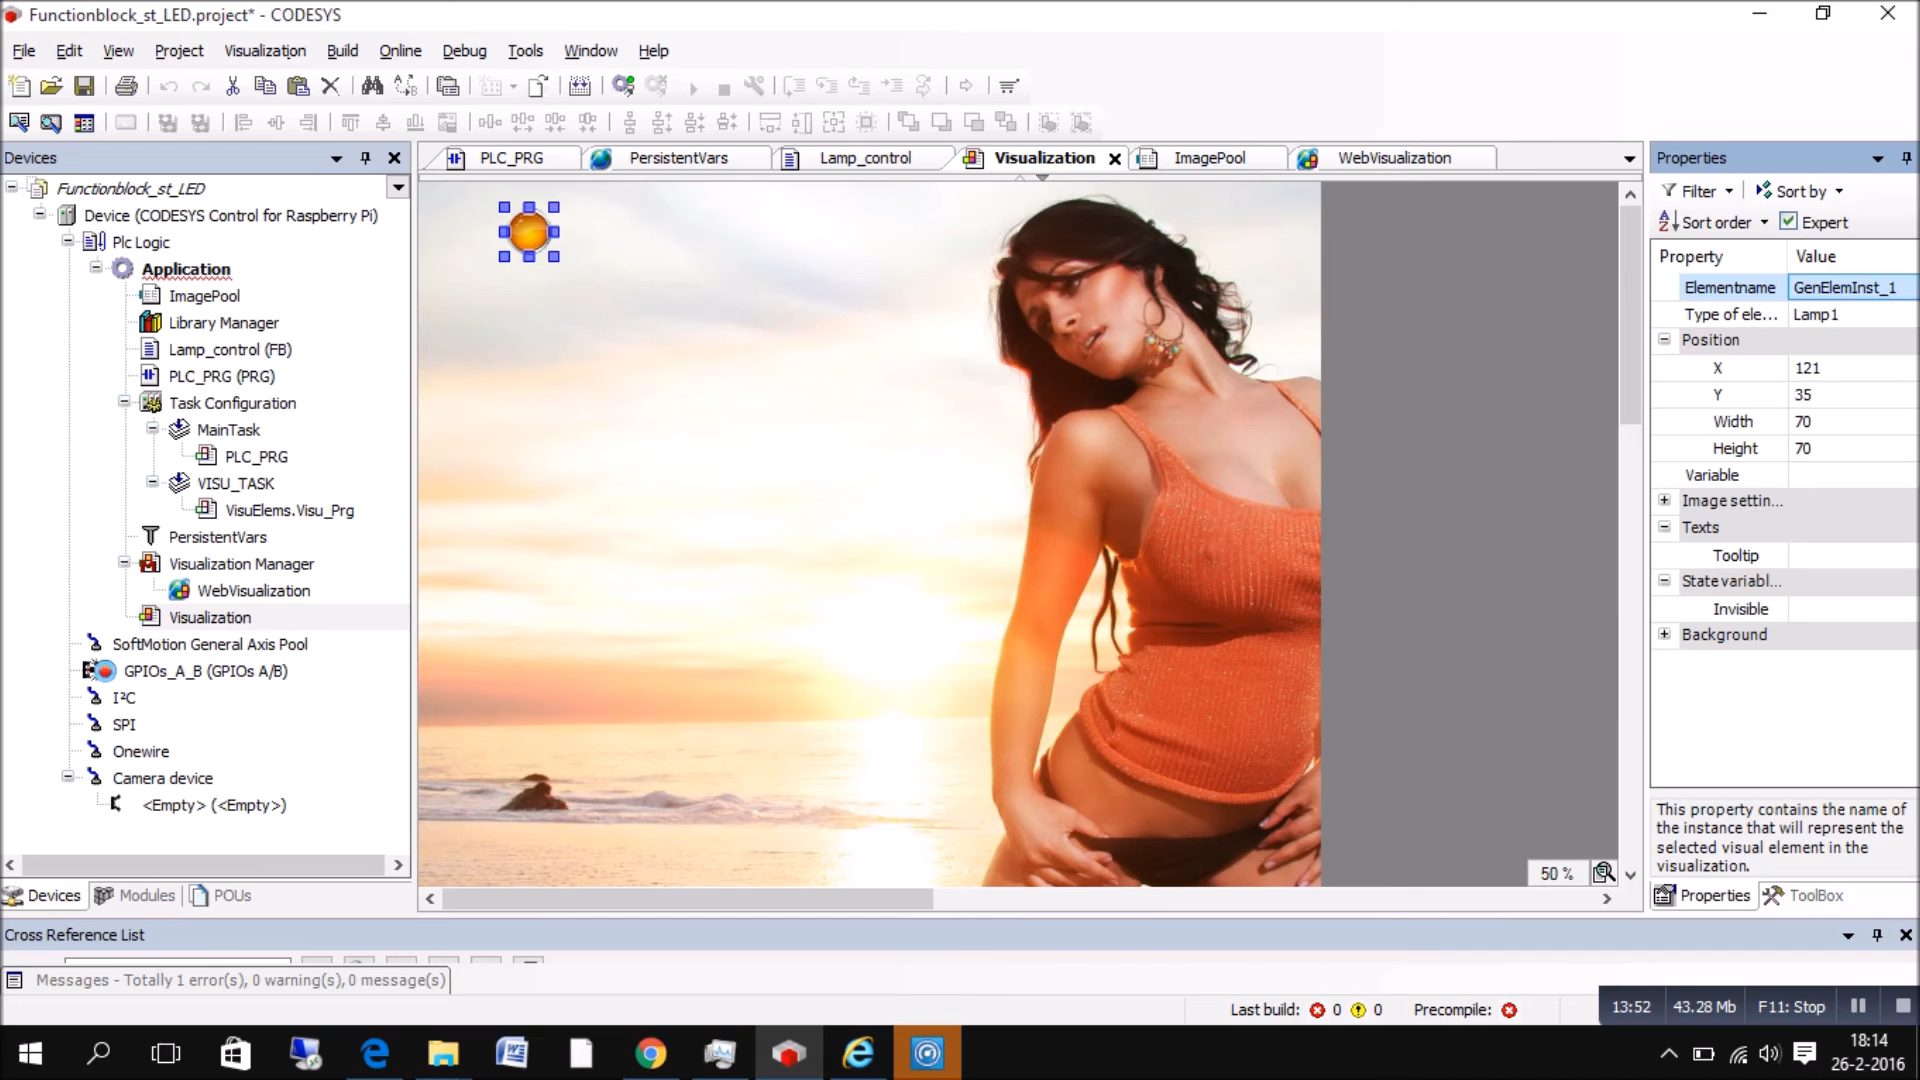 Functionblock_st_LED.project* - CODESYS
File Edit View Project Visualization Build Online Debug Tools Window Help
Devices
Functionblock_st_LED
Device (CODESYS Control for Raspberry Pi)
Plc Logic
Application
ImagePool
Library Manager
Lamp_control (FB)
PLC_PRG (PRG)
Task Configuration
MainTask
PLC_PRG
VISU_TASK
VisuElems.Visu_Prg
PersistentVars
Visualization Manager
WebVisualization
Visualization
SoftMotion General Axis Pool
GPIOs_A_B (GPIOs A/B)
I²C
SPI
Onewire
Camera device
<Empty> (<Empty>)
Devices Modules POUs
PLC_PRG PersistentVars Lamp_control Visualization ImagePool WebVisualization
50 %
Properties
Filter Sort by
Sort order Expert
Property Value
Elementname GenElemInst_1
Type of ele... Lamp1
Position
X 121
Y 35
Width 70
Height 70
Variable
Image settin...
Texts
Tooltip
State variabl...
Invisible
Background
This property contains the name of
the instance that will represent the
selected visual element in the
visualization.
Properties ToolBox
Cross Reference List
Messages - Totally 1 error(s), 0 warning(s), 0 message(s)
Last build: 0 0 Precompile:
13:52 43.28 Mb F11: Stop
18:14
26-2-2016